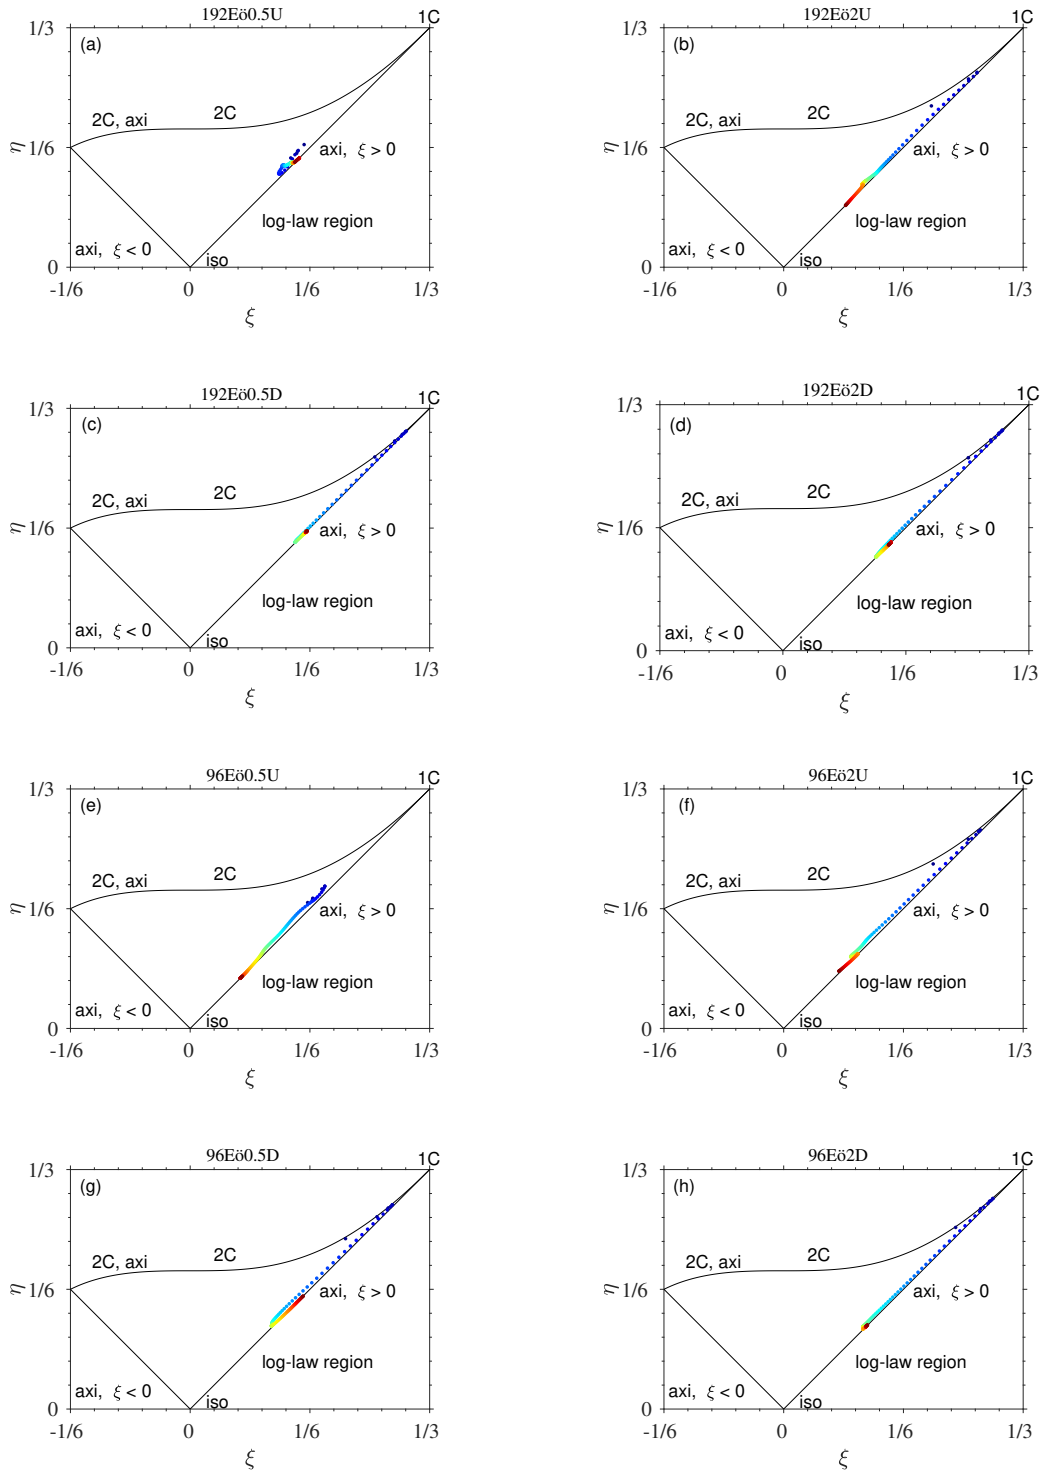 192Eö0.5U
1C
1/3
(a)
2C, axi
2C
η
1/6
axi, ξ > 0
log-law region
axi, ξ < 0
iso
0
-1/6
0
1/6
1/3
ξ
192Eö2U
1C
1/3
(b)
2C, axi
2C
η
1/6
axi, ξ > 0
log-law region
axi, ξ < 0
iso
0
-1/6
0
1/6
1/3
ξ
192Eö0.5D
1C
1/3
(c)
2C, axi
2C
η
1/6
axi, ξ > 0
log-law region
axi, ξ < 0
iso
0
-1/6
0
1/6
1/3
ξ
192Eö2D
1C
1/3
(d)
2C, axi
2C
η
1/6
axi, ξ > 0
log-law region
axi, ξ < 0
iso
0
-1/6
0
1/6
1/3
ξ
96Eö0.5U
1C
1/3
(e)
2C, axi
2C
η
1/6
axi, ξ > 0
log-law region
axi, ξ < 0
iso
0
-1/6
0
1/6
1/3
ξ
96Eö2U
1C
1/3
(f)
2C, axi
2C
η
1/6
axi, ξ > 0
log-law region
axi, ξ < 0
iso
0
-1/6
0
1/6
1/3
ξ
96Eö0.5D
1C
1/3
(g)
2C, axi
2C
η
1/6
axi, ξ > 0
log-law region
axi, ξ < 0
iso
0
-1/6
0
1/6
1/3
ξ
96Eö2D
1C
1/3
(h)
2C, axi
2C
η
1/6
axi, ξ > 0
log-law region
axi, ξ < 0
iso
0
-1/6
0
1/6
1/3
ξ